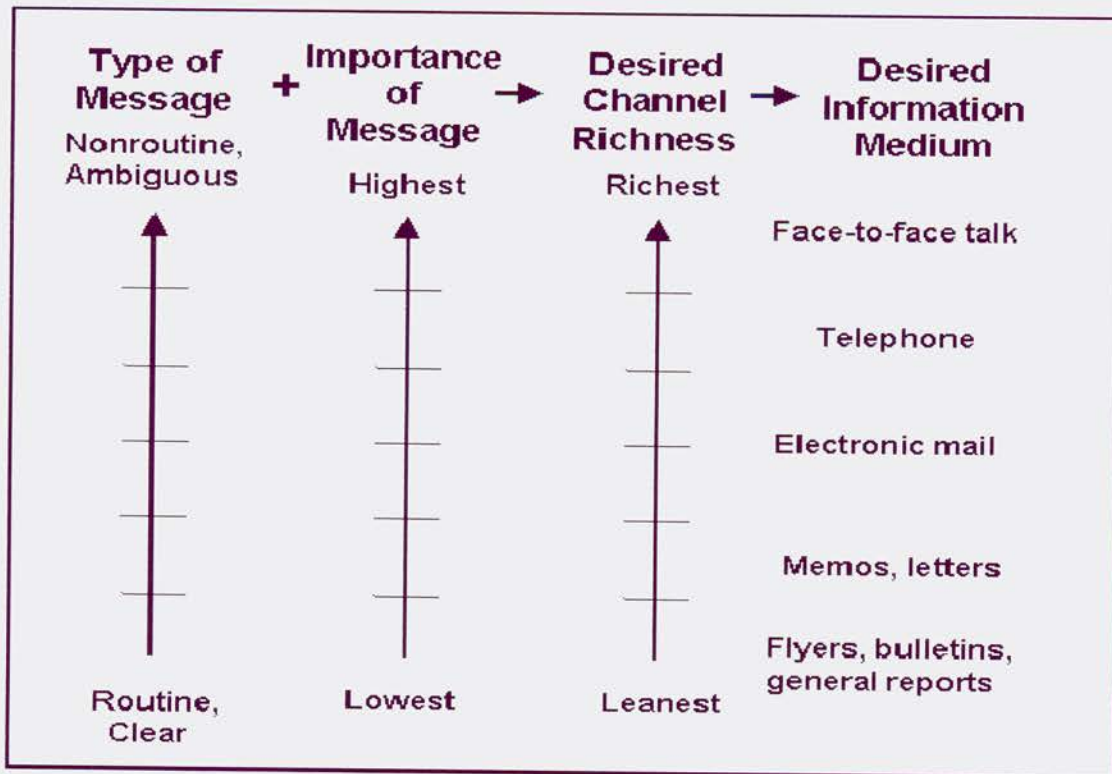 Type of
Message
+
Importance
of
Message
Desired
Channel
Richness
Desired
Information
Medium
Nonroutine,
Ambiguous
Highest
Richest
Face-to-face talk
Telephone
Electronic mail
Memos, letters
Flyers, bulletins,
general reports
Routine,
Clear
Lowest
Leanest